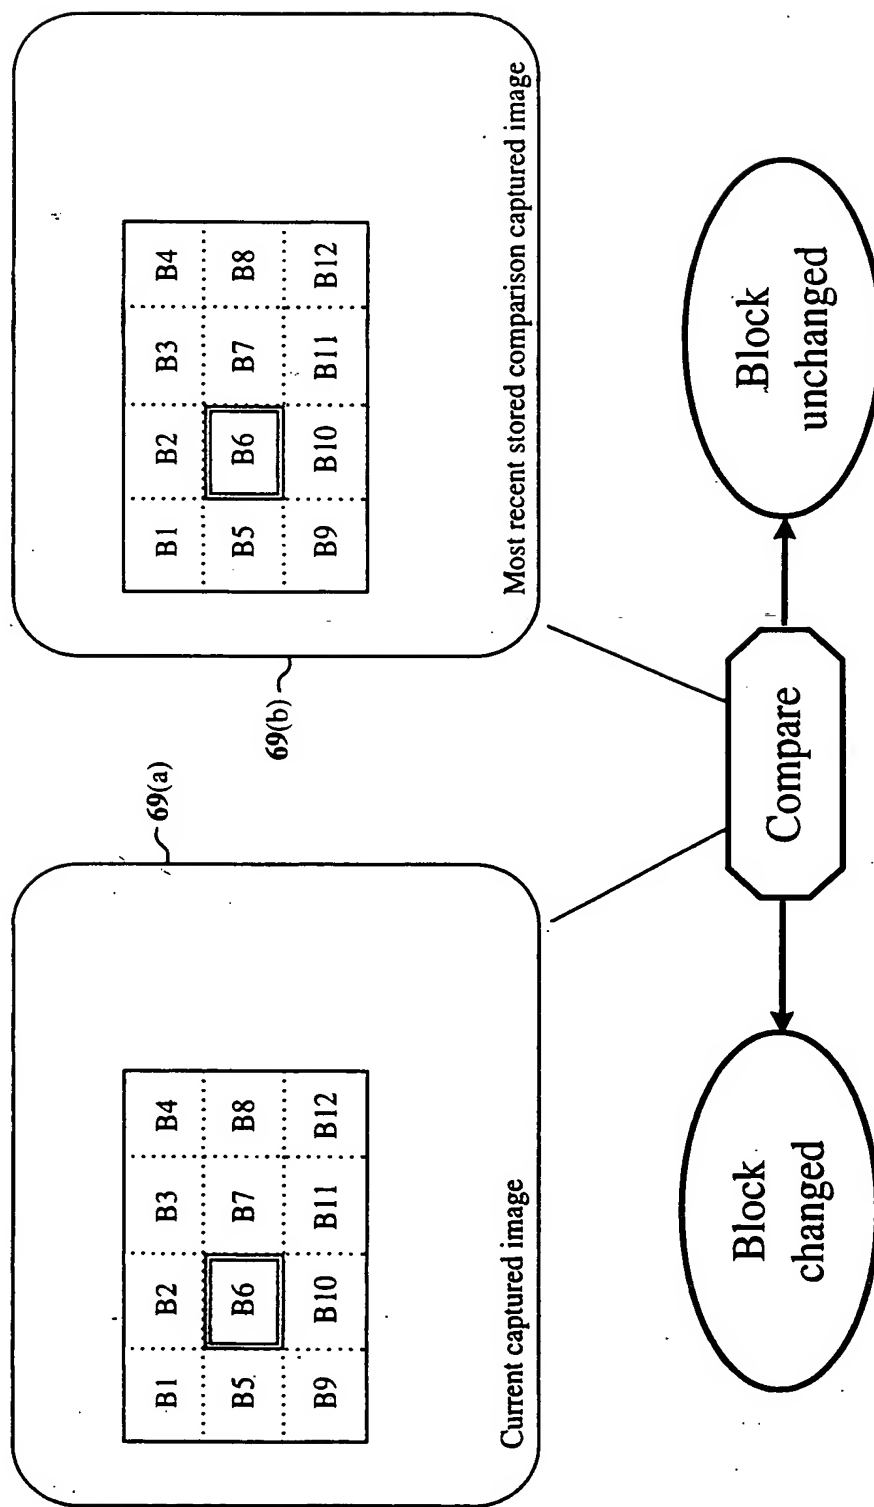 69(a)
B1 B2 B3 B4
B5 B6 B7 B8
B9 B10 B11 B12
Current captured image
69(b)
B1 B2 B3 B4
B5 B6 B7 B8
B9 B10 B11 B12
Most recent stored comparison captured image
Block
changed
Compare
Block
unchanged